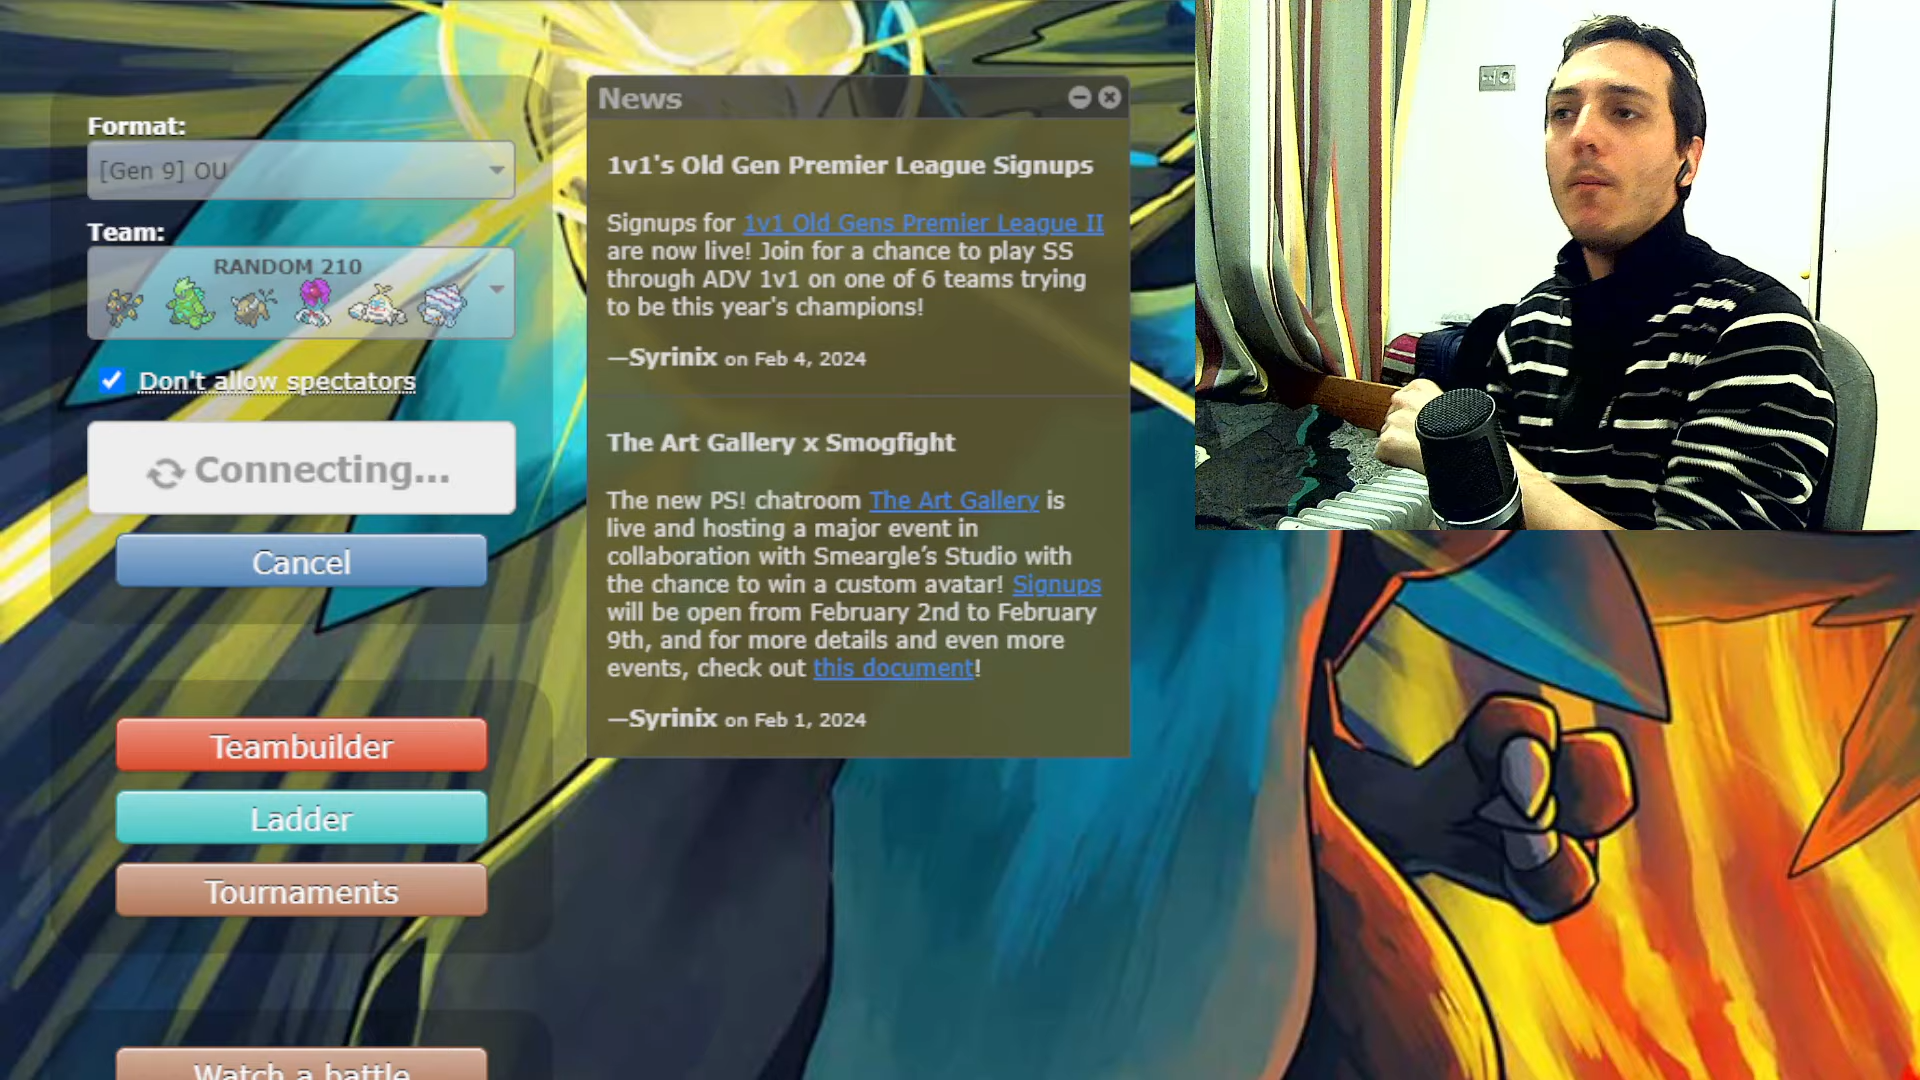 Format:
[Gen 9] OU
Team:
RANDOM 210
Don't allow spectators
Connecting...
Cancel
Teambuilder
Ladder
Tournaments
Watch a battle
News
1v1's Old Gen Premier League Signups
Signups for 1v1 Old Gens Premier League II
are now live! Join for a chance to play SS
through ADV 1v1 on one of 6 teams trying
to be this year's champions!
—Syrinix on Feb 4, 2024
The Art Gallery x Smogfight
The new PS! chatroom The Art Gallery is
live and hosting a major event in
collaboration with Smeargle’s Studio with
the chance to win a custom avatar! Signups
will be open from February 2nd to February
9th, and for more details and even more
events, check out this document!
—Syrinix on Feb 1, 2024